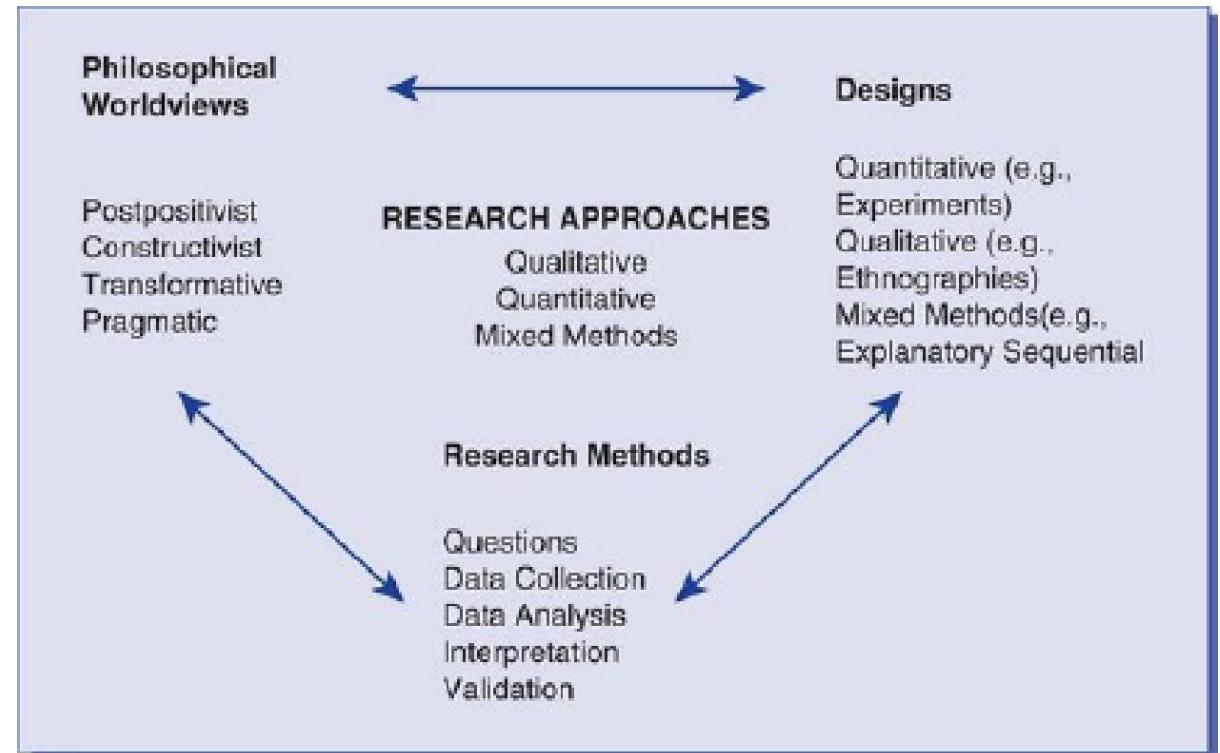 Philosophical
Worldviews
Postpositivist
Constructivist
Transformative
Pragmatic
RESEARCH APPROACHES
Qualitative
Quantitative
Mixed Methods
Designs
Quantitative (e.g.,
Experiments)
Qualitative (e.g.,
Ethnographies)
Mixed Methods(e.g.,
Explanatory Sequential
Research Methods
Questions
Data Collection
Data Analysis
Interpretation
Validation